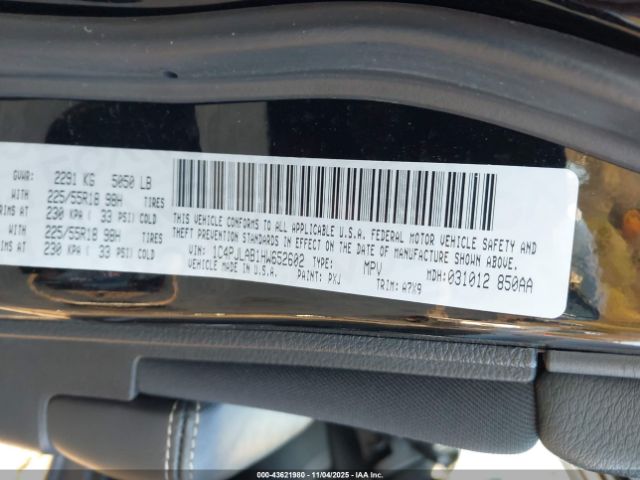 GVWR: 2291 KG 5050 LB
WITH 225/55R18 98H TIRES
RIMS AT 230 KPA ( 33 PSI) COLD
WITH 225/55R18 98H TIRES
RIMS AT 230 KPA ( 33 PSI) COLD
THIS VEHICLE CONFORMS TO ALL APPLICABLE U.S.A. FEDERAL MOTOR VEHICLE SAFETY AND
THEFT PREVENTION STANDARDS IN EFFECT ON THE DATE OF MANUFACTURE SHOWN ABOVE.
VIN: 1C4PJLAB1HW652602 TYPE: MPV MDH: 031012 850AA
MADE IN U.S.A. PAINT: PXJ TRIM: A7X9
000-43621980 - 11/04/2025 - IAA Inc.